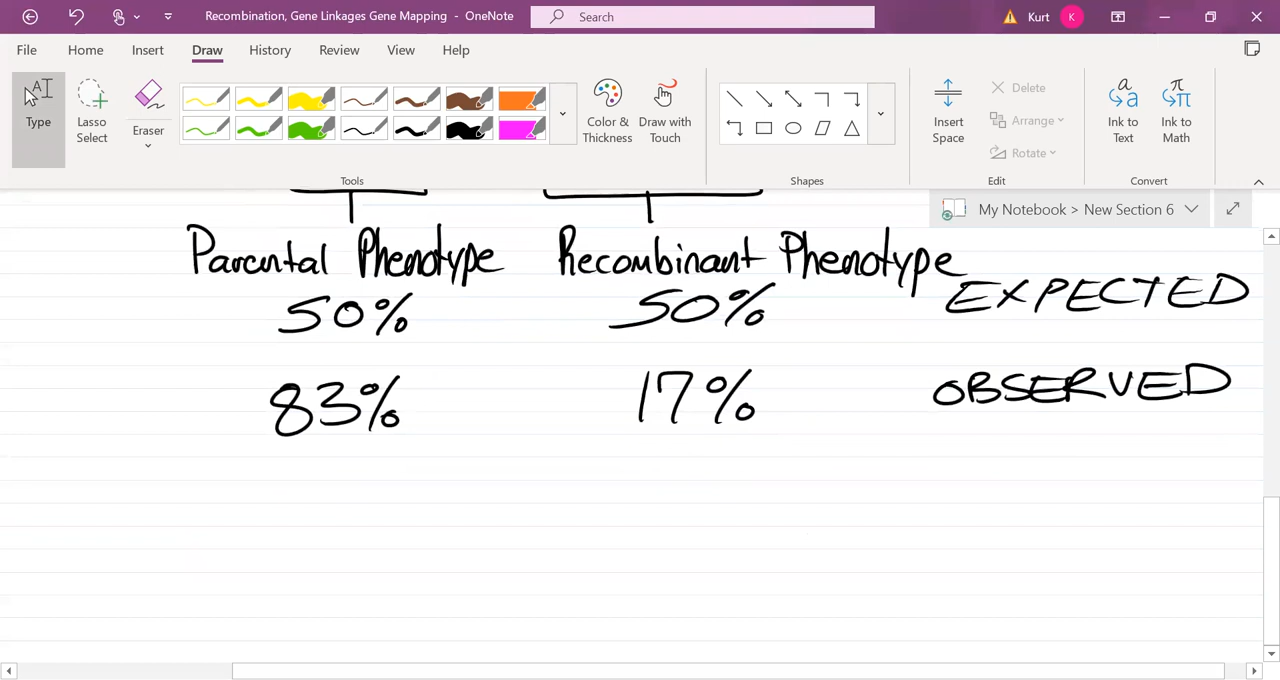 Recombination, Gene Linkages Gene Mapping - OneNote
Search
Kurt K
File Home Insert Draw History Review View Help
Type
Lasso Select
Eraser
Color & Thickness
Draw with Touch
Insert Space
Delete
Arrange
Rotate
Ink to Text
Ink to Math
Tools Shapes Edit Convert
My Notebook > New Section 6
Parental Phenotype Recombinant Phenotype
50% 50% EXPECTED
83% 17% OBSERVED